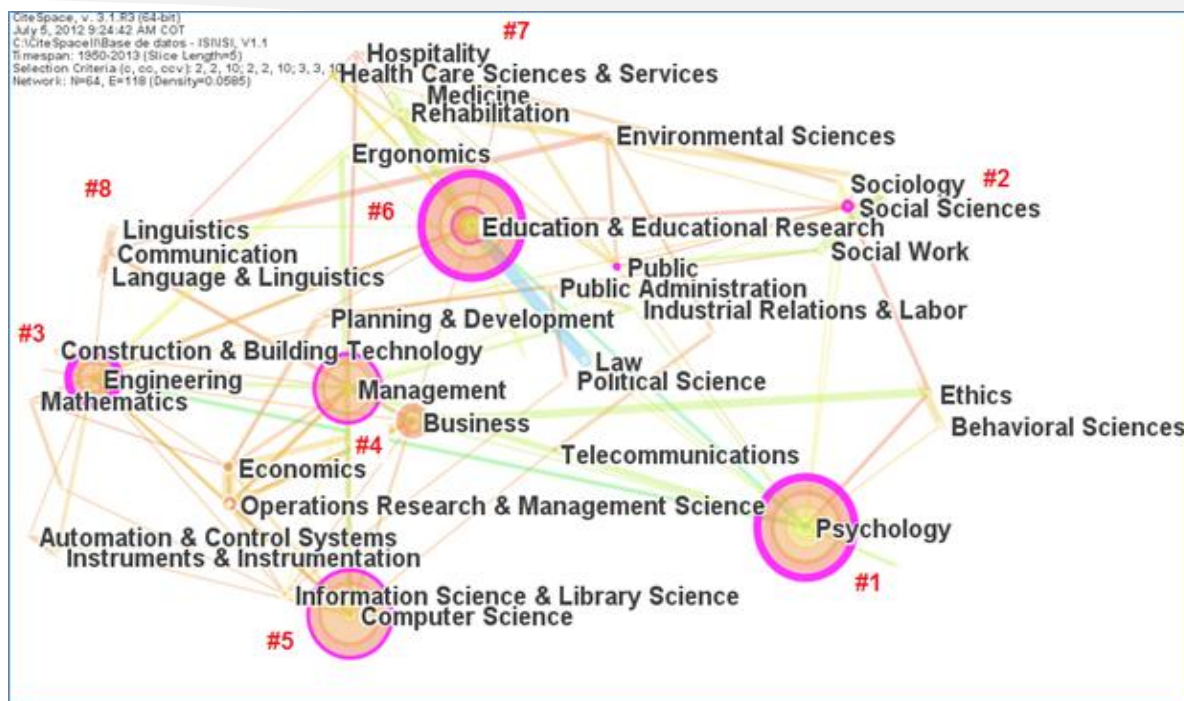 CiteSpace, v. 3.1.R3 (64-bit)
July 5, 2012 9:24:42 AM COT
C:\CiteSpaceII\Base de datos - ISI\ISI, V1.1
Timespan: 1950-2013 (Slice Length=5)
Selection Criteria (c, cc, ccv): 2, 2, 10; 2, 2, 10; 3, 3, 10
Network: N=64, E=118 (Density=0.0585)
#7
Hospitality
Health Care Sciences & Services
Medicine
Rehabilitation
Environmental Sciences
Ergonomics
#8
Sociology
#2
#6
Social Sciences
Linguistics
Education & Educational Research
Communication
Social Work
Language & Linguistics
Public
Public Administration
Industrial Relations & Labor
#3
Planning & Development
Construction & Building Technology
Law
Engineering
Political Science
Mathematics
Management
Ethics
Business
Behavioral Sciences
#4
Telecommunications
Economics
Operations Research & Management Science
Psychology
Automation & Control Systems
Instruments & Instrumentation
#1
Information Science & Library Science
Computer Science
#5